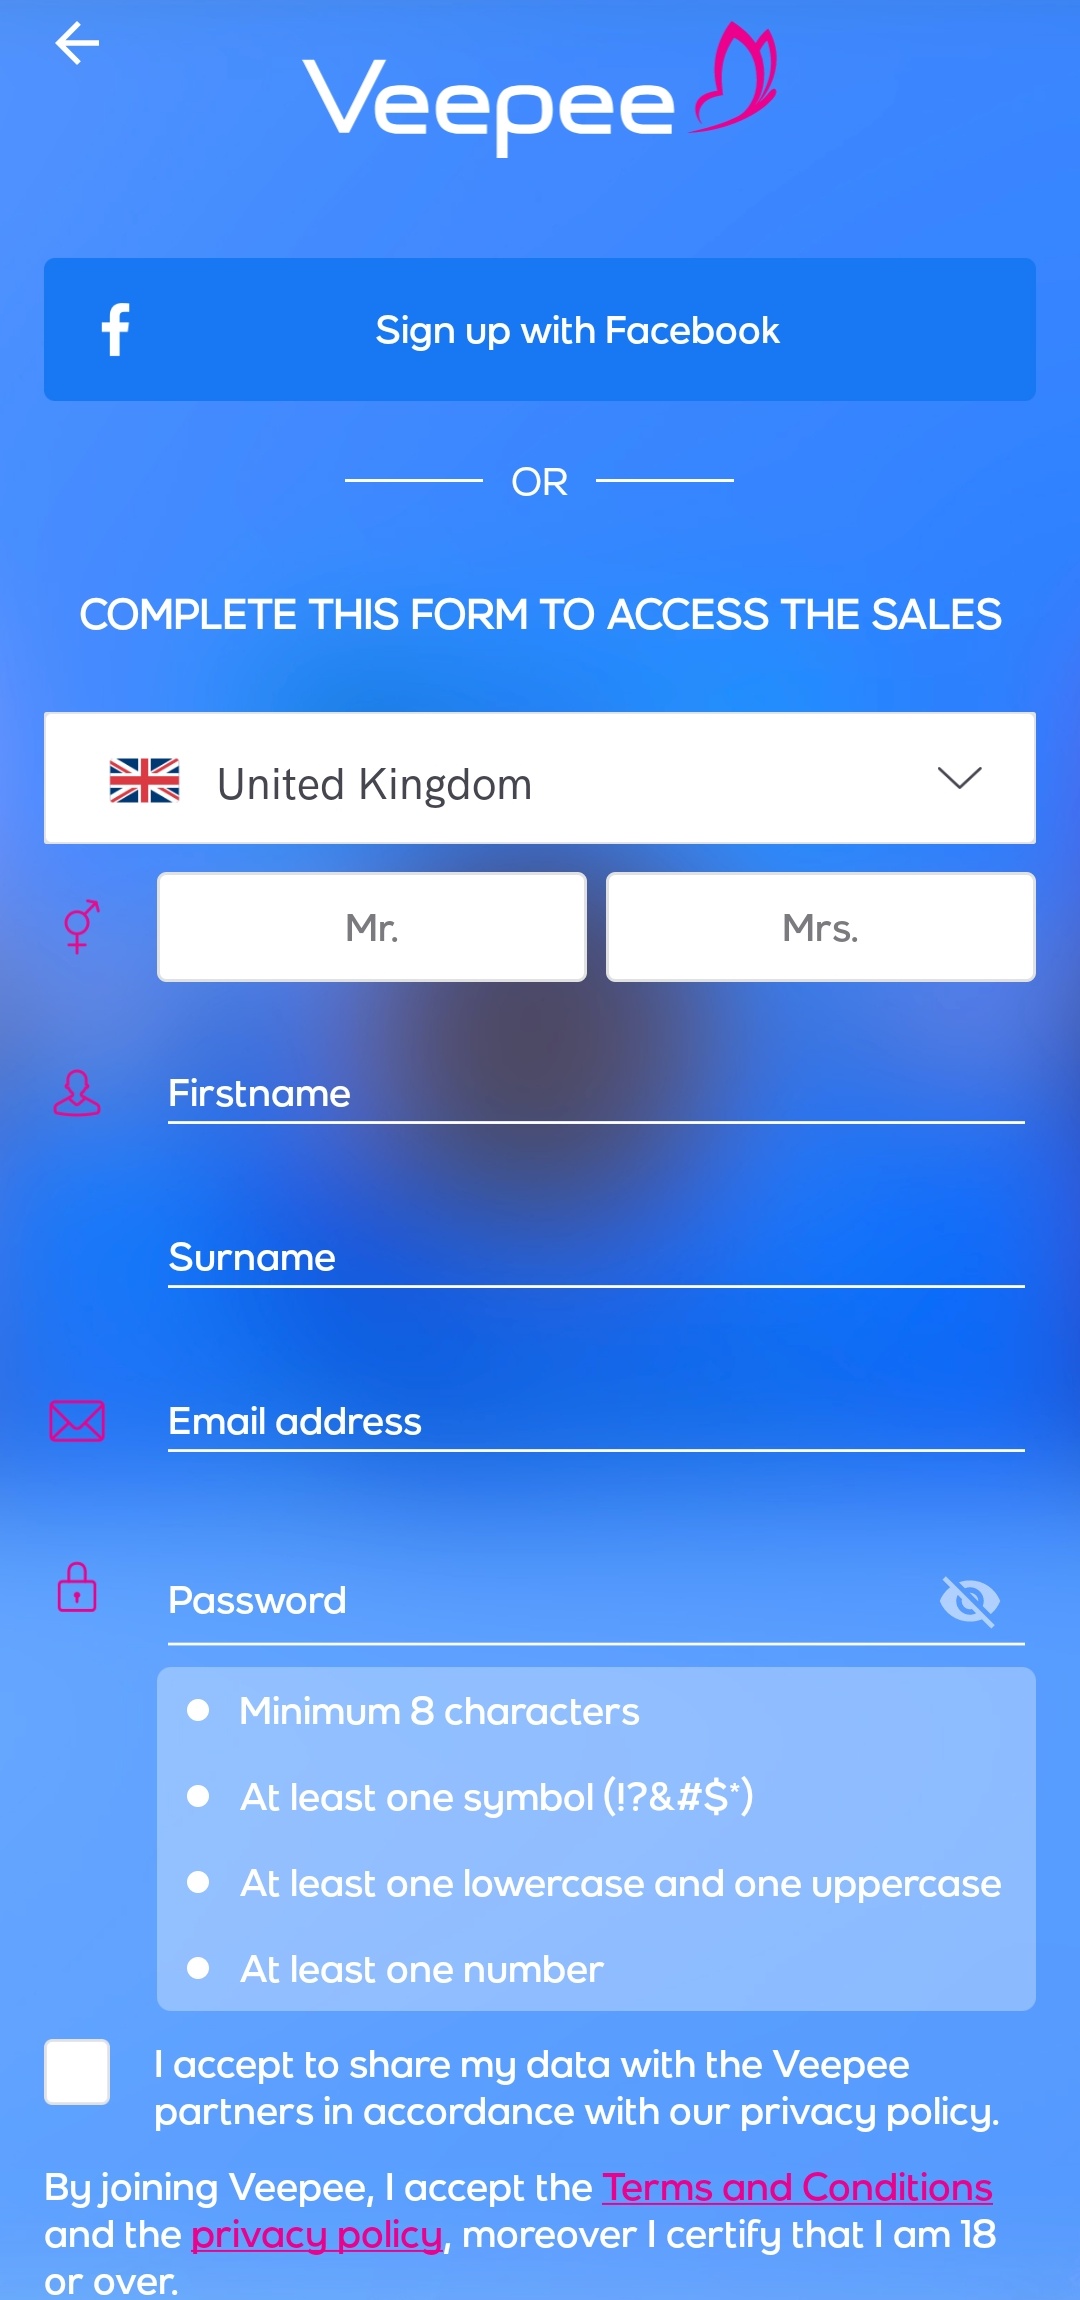 Veepee
f
Sign up with Facebook
OR
COMPLETE THIS FORM TO ACCESS THE SALES
United Kingdom
Mr.
Mrs.
Firstname
Surname
Email address
Password
Minimum 8 characters
At least one symbol (!?&#$*)
At least one lowercase and one uppercase
At least one number
I accept to share my data with the Veepee
partners in accordance with our privacy policy.
By joining Veepee, I accept the Terms and Conditions
and the privacy policy, moreover I certify that I am 18
or over.